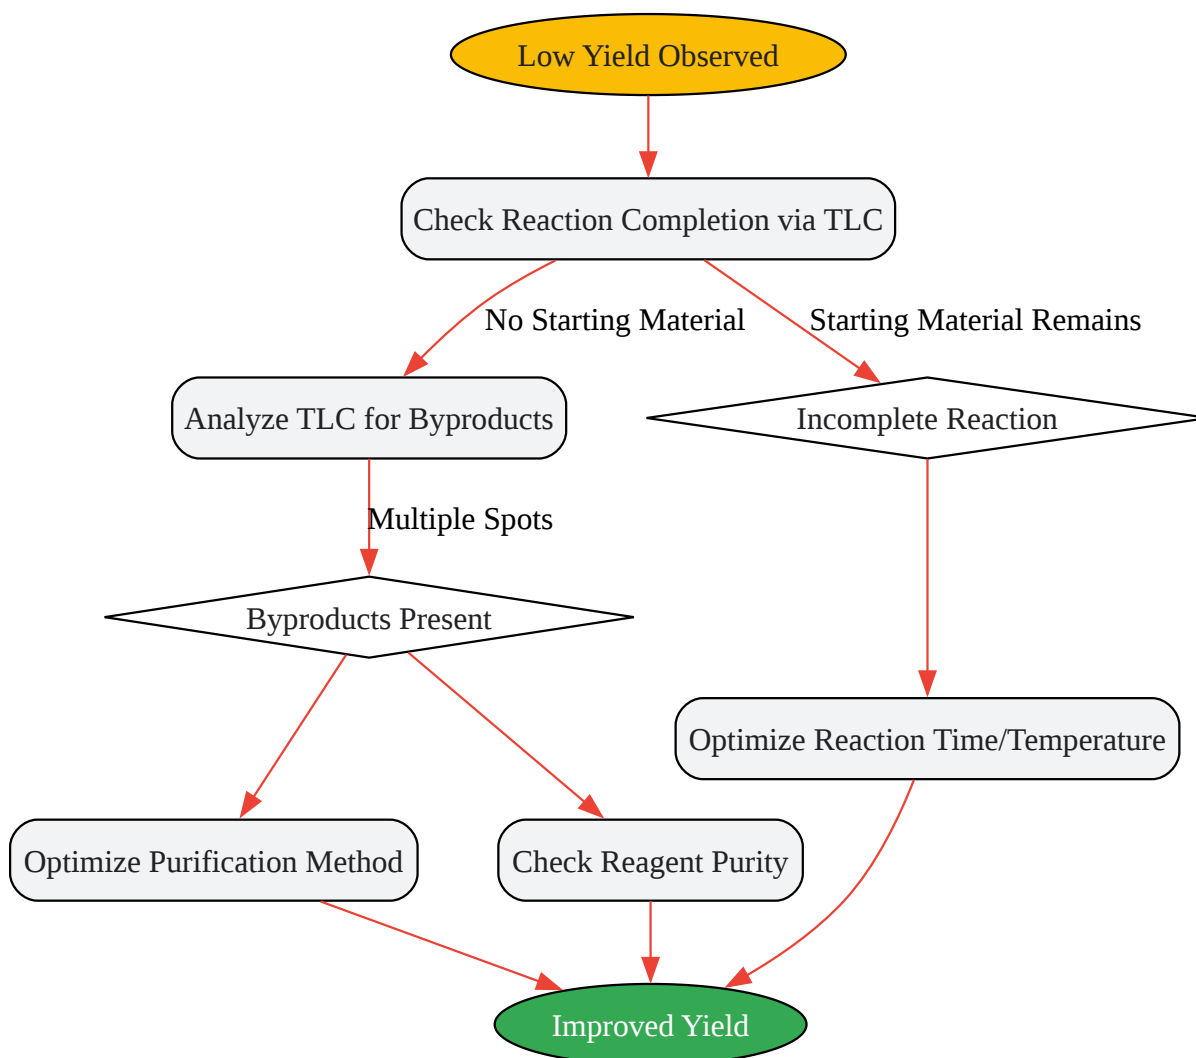 Low Yield Observed
Check Reaction Completion via TLC
No Starting Material
Starting Material Remains
Analyze TLC for Byproducts
Incomplete Reaction
Multiple Spots
Byproducts Present
Optimize Reaction Time/Temperature
Optimize Purification Method
Check Reagent Purity
Improved Yield